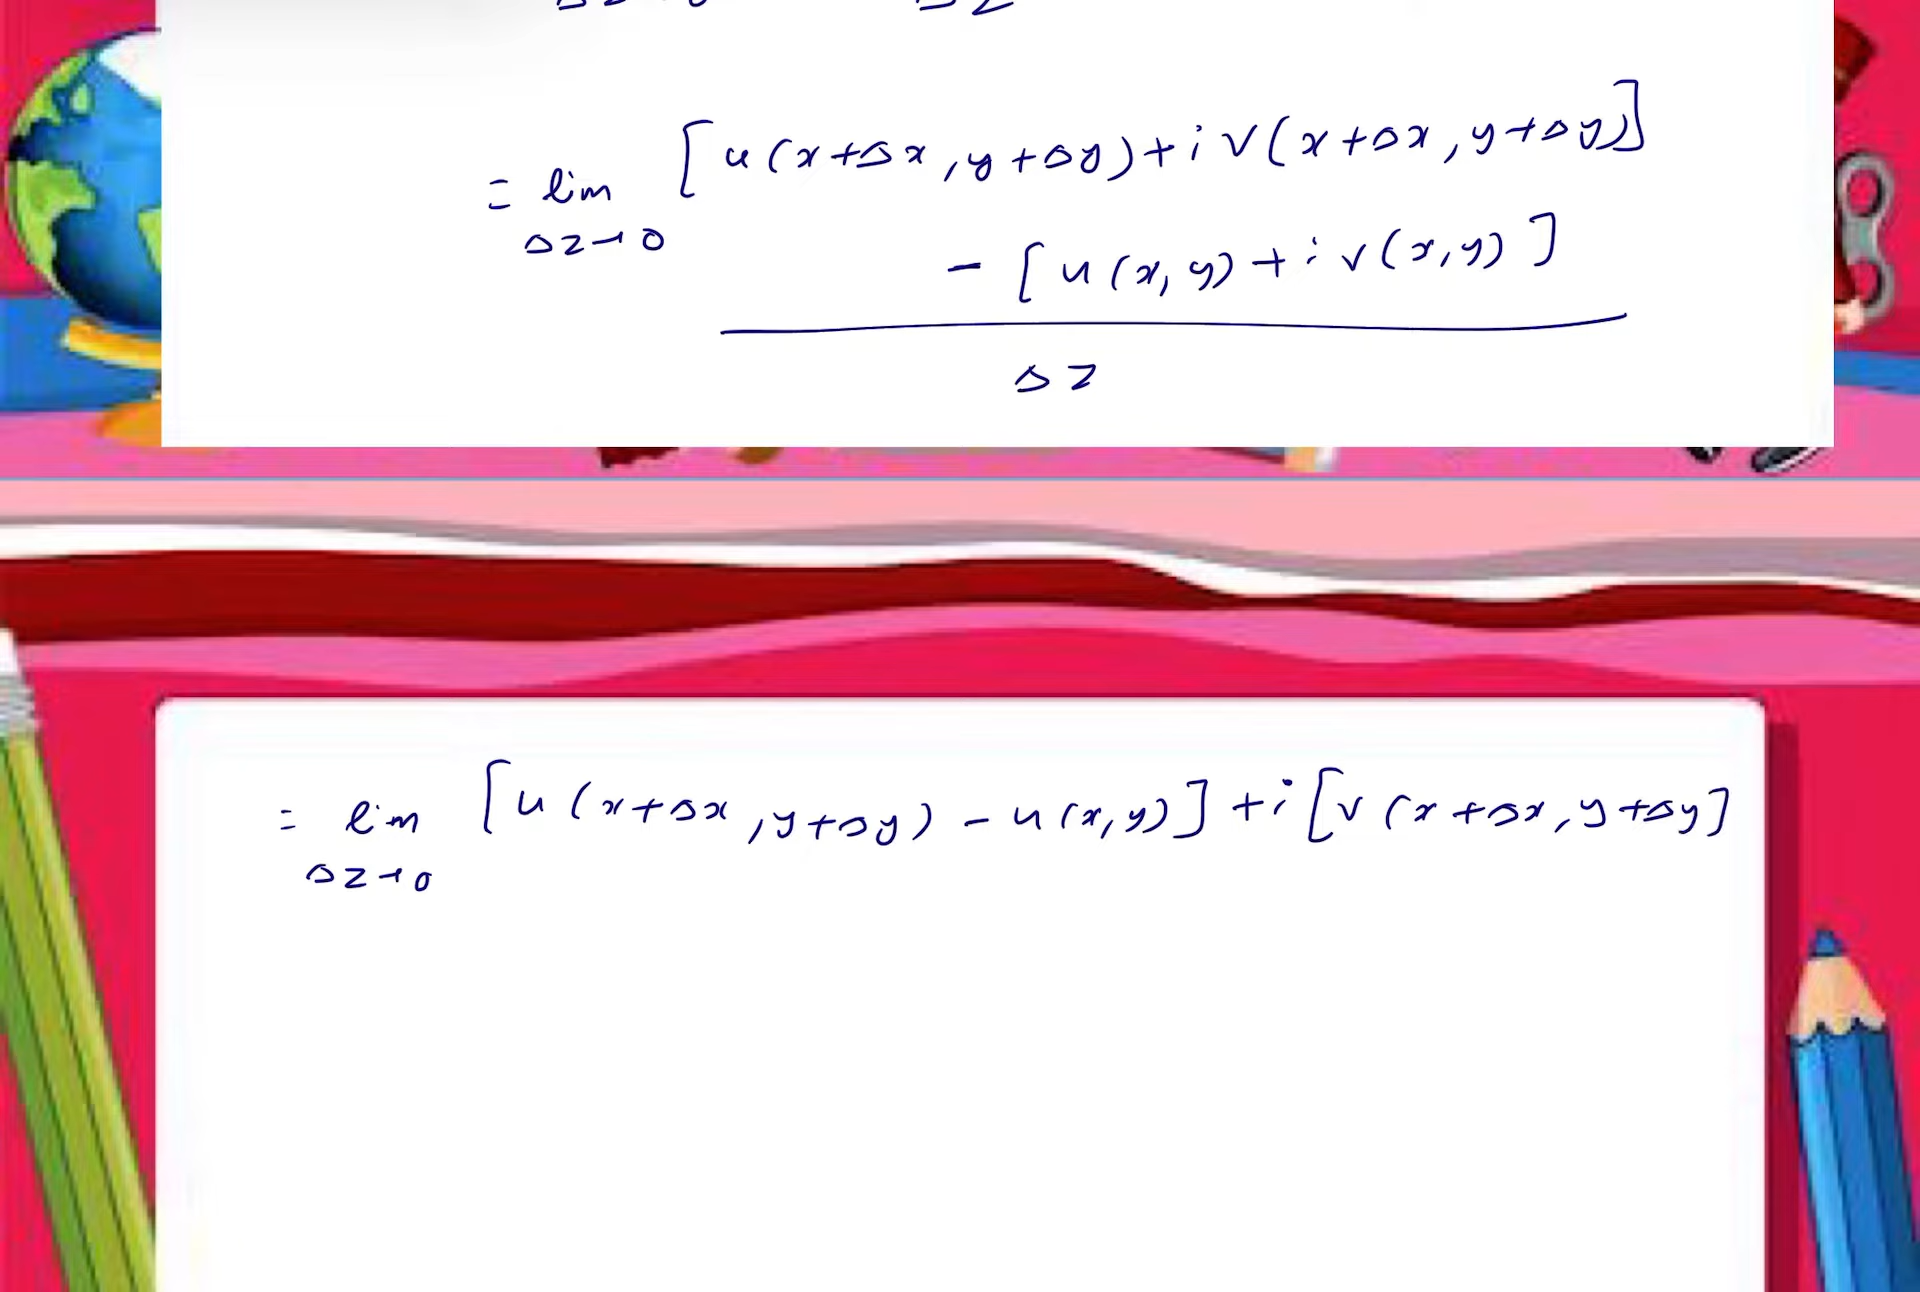 = lim [u(x+Δx, y+Δy) + i v(x+Δx, y+Δy)]
Δz→0
- [u(x,y) + i v(x,y)]
Δz
= lim [u(x+Δx, y+Δy) - u(x,y)] + i[v(x+Δx, y+Δy]
Δz→0